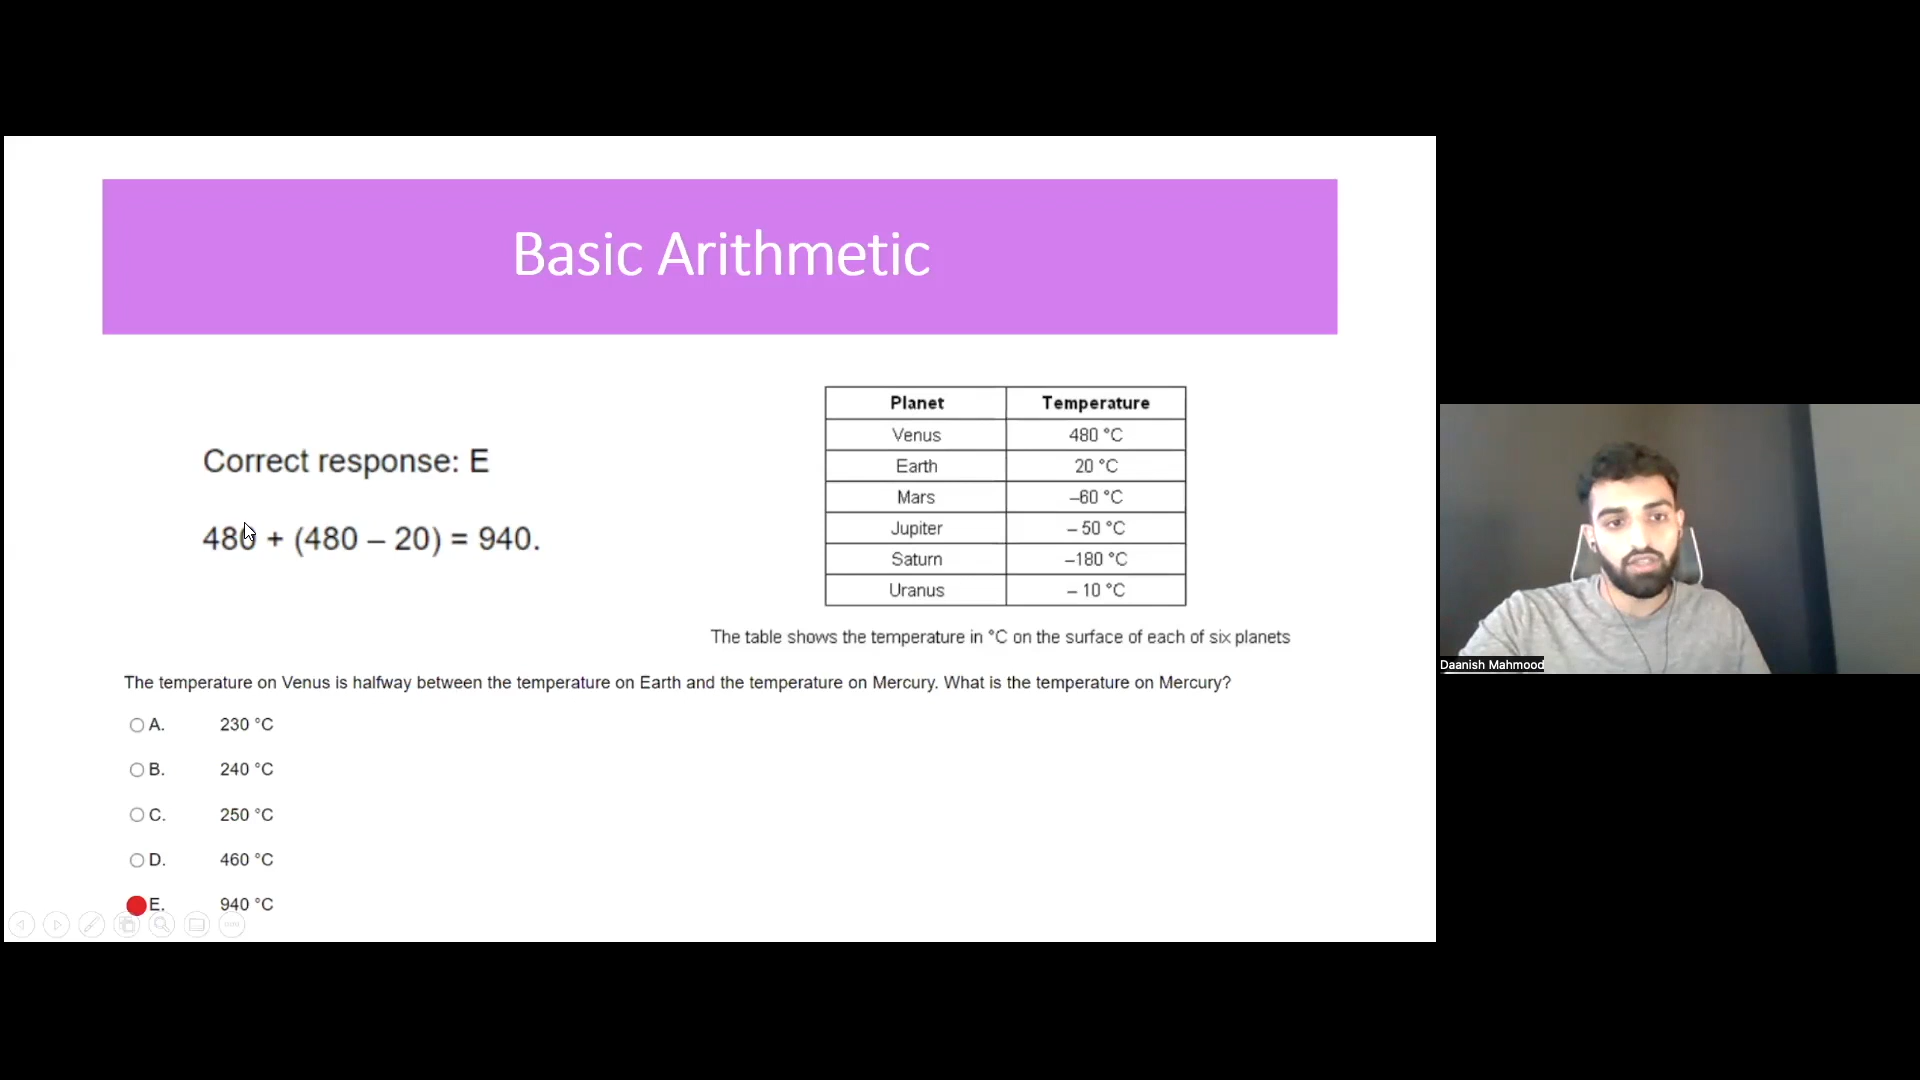 Basic Arithmetic
Correct response: E
480 + (480 – 20) = 940.
Planet Temperature
Venus 480 °C
Earth 20 °C
Mars –60 °C
Jupiter – 50 °C
Saturn –180 °C
Uranus – 10 °C
The table shows the temperature in °C on the surface of each of six planets
The temperature on Venus is halfway between the temperature on Earth and the temperature on Mercury. What is the temperature on Mercury?
A. 230 °C
B. 240 °C
C. 250 °C
D. 460 °C
E. 940 °C
Daanish Mahmood